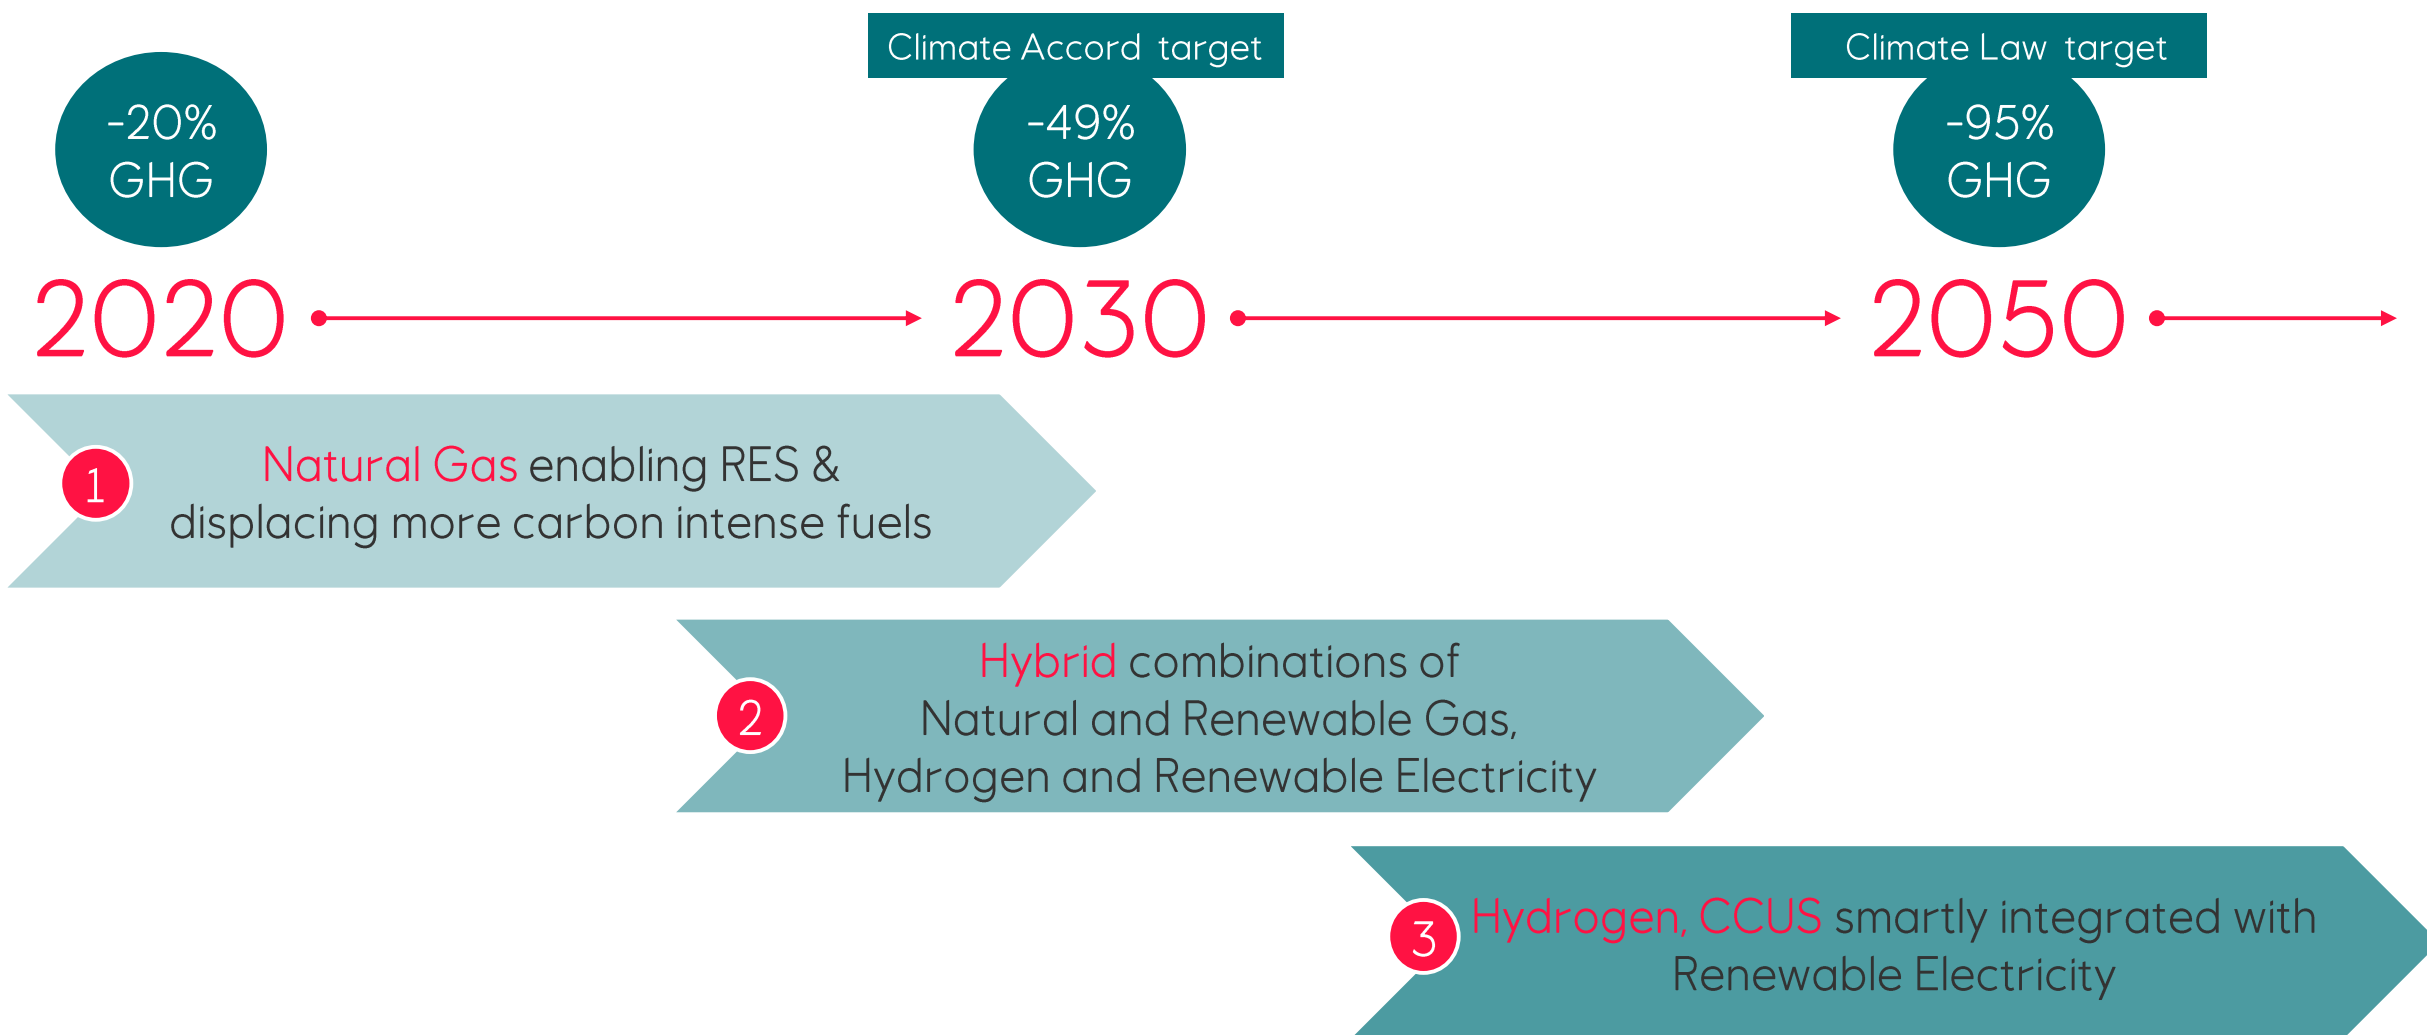 Climate Accord target
Climate Law target
-20%
GHG
-49%
GHG
-95%
GHG
2020
2030
2050
1
Natural Gas enabling RES &
displacing more carbon intense fuels
2
Hybrid combinations of
Natural and Renewable Gas,
Hydrogen and Renewable Electricity
3
Hydrogen, CCUS smartly integrated with
Renewable Electricity